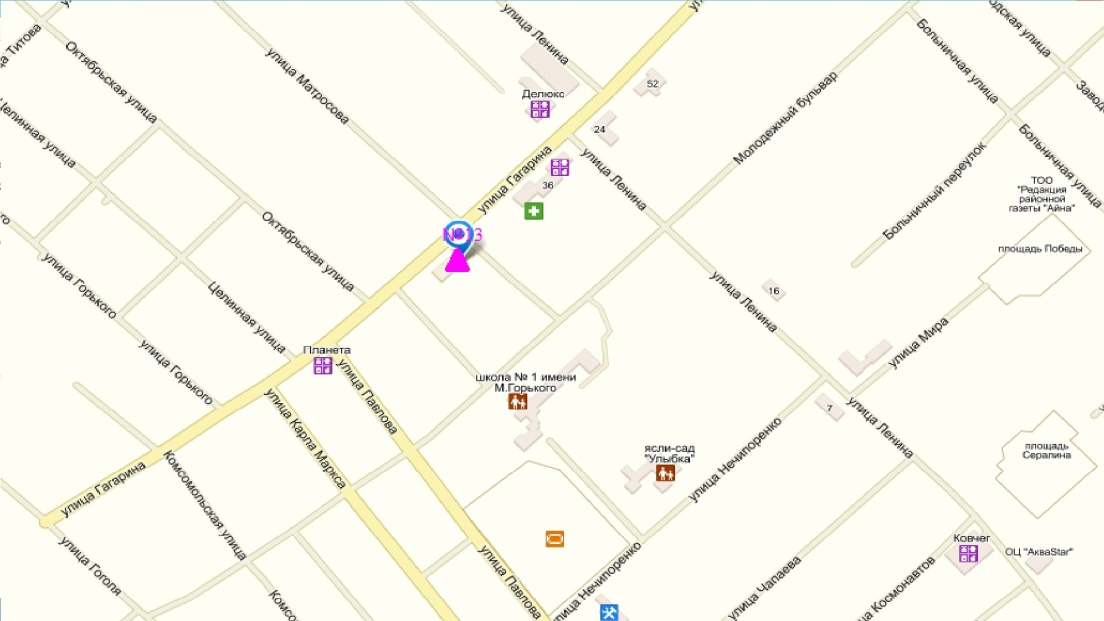 улица Ленина
одская улица
а Титова
Октябрьская улица
улица Матросова
Больничная улица
Заводс
52
Делюкс
Молодежный бульвар
Целинная улица
24
улица Гагарина
улица Ленина
Больничный переулок
Больничная улица
36
ТОО
"Редакция
районной
газеты "Айна"
Октябрьская улица
№13
площадь Победы
улица Горького
Целинная улица
улица Ленина
16
Планета
улица Мира
улица Горького
улица Павлова
школа № 1 имени
М.Горького
улица Карла Маркса
1
улица Ленина
улица Нечипоренко
ясли-сад
"Улыбка"
площадь
Сералина
улица Гагарина
Комсомольская улица
Ковчег
ОЦ "АкваStar"
улица Гоголя
улица Павлова
улица Нечипоренко
улица Чапаева
улица Космонавтов
Комсо